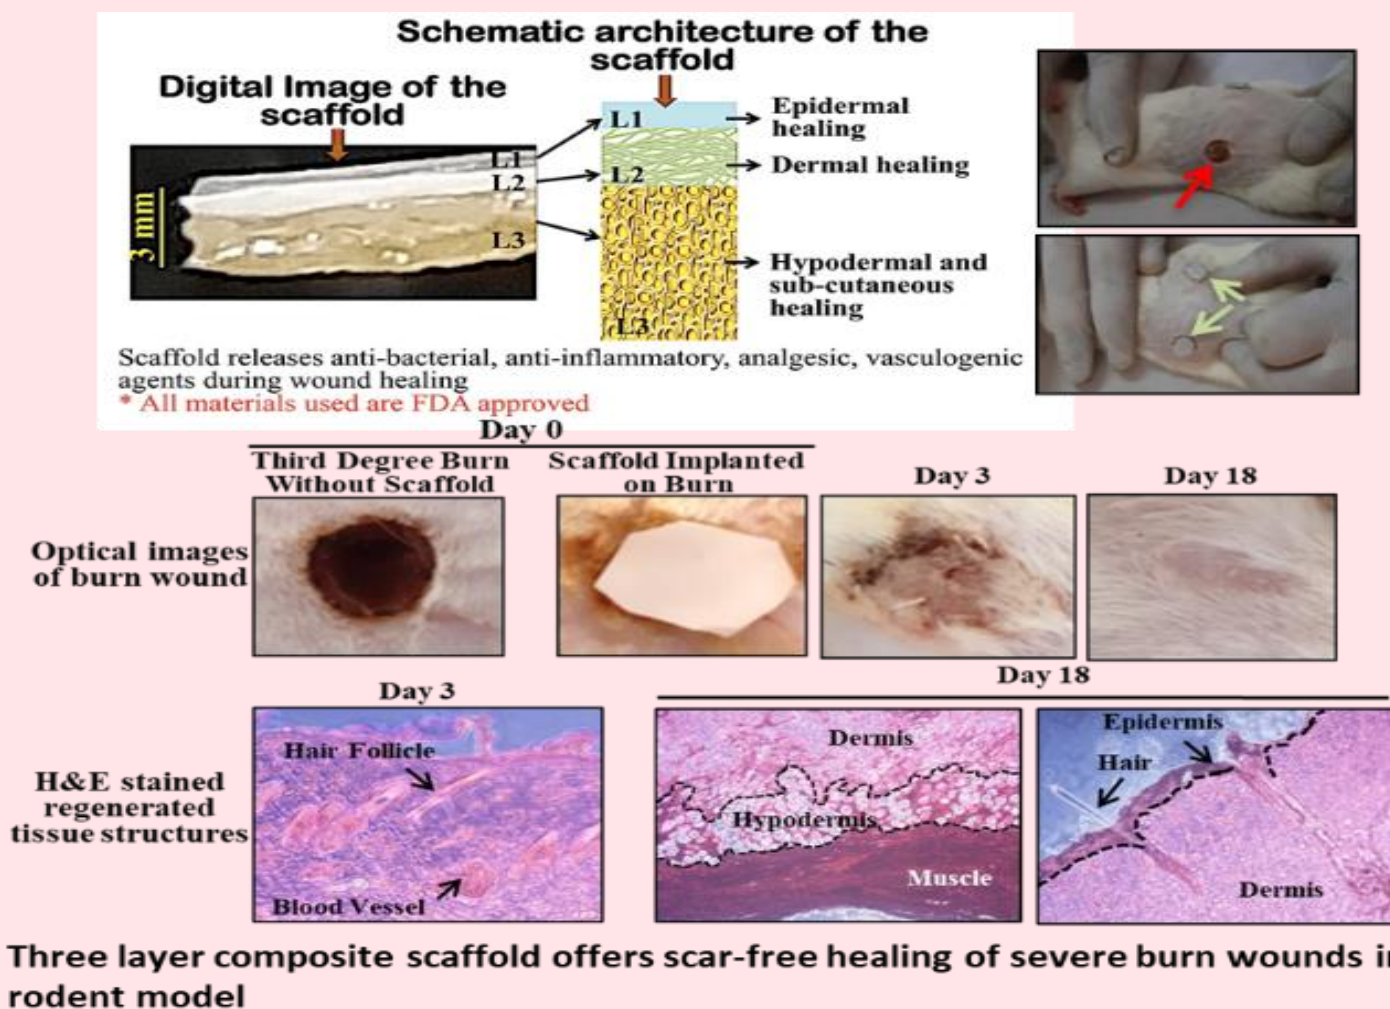 Schematic architecture of the
scaffold
Digital Image of the
scaffold
L1
L2
L3
3 mm
L1
L2
L3
Epidermal
healing
Dermal healing
Hypodermal and
sub-cutaneous
healing
Scaffold releases anti-bacterial, anti-inflammatory, analgesic, vasculogenic
agents during wound healing
* All materials used are FDA approved
Day 0
Third Degree Burn
Without Scaffold
Scaffold Implanted
on Burn
Day 3
Day 18
Optical images
of burn wound
Day 3
Day 18
H&E stained
regenerated
tissue structures
Hair Follicle
Blood Vessel
Dermis
Hypodermis
Muscle
Epidermis
Hair
Dermis
Three layer composite scaffold offers scar-free healing of severe burn wounds in
rodent model